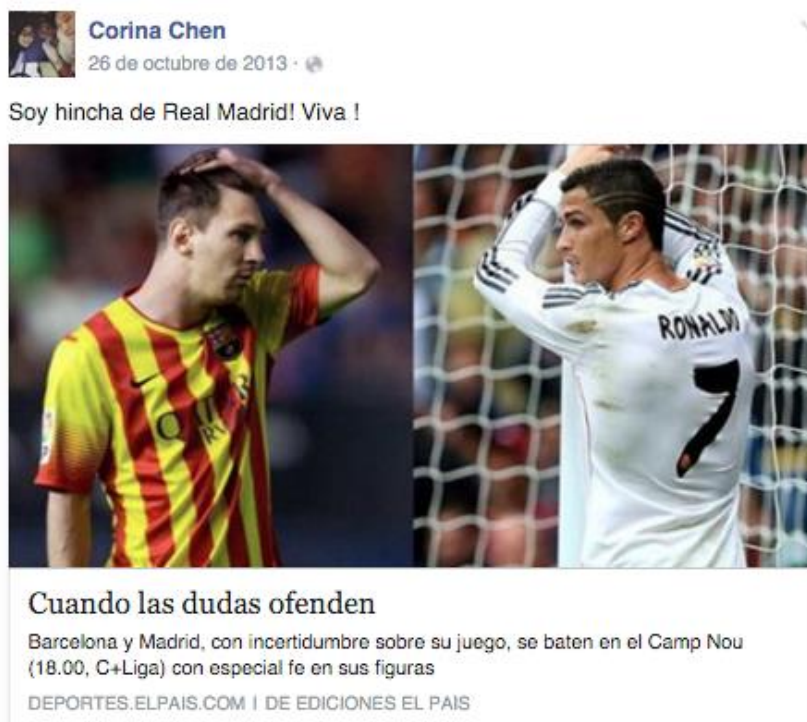 Corina Chen
26 de octubre de 2013 ·
Soy hincha de Real Madrid! Viva !
RONALDO
7
Cuando las dudas ofenden
Barcelona y Madrid, con incertidumbre sobre su juego, se baten en el Camp Nou
(18.00, C+Liga) con especial fe en sus figuras
DEPORTES.ELPAIS.COM | DE EDICIONES EL PAIS